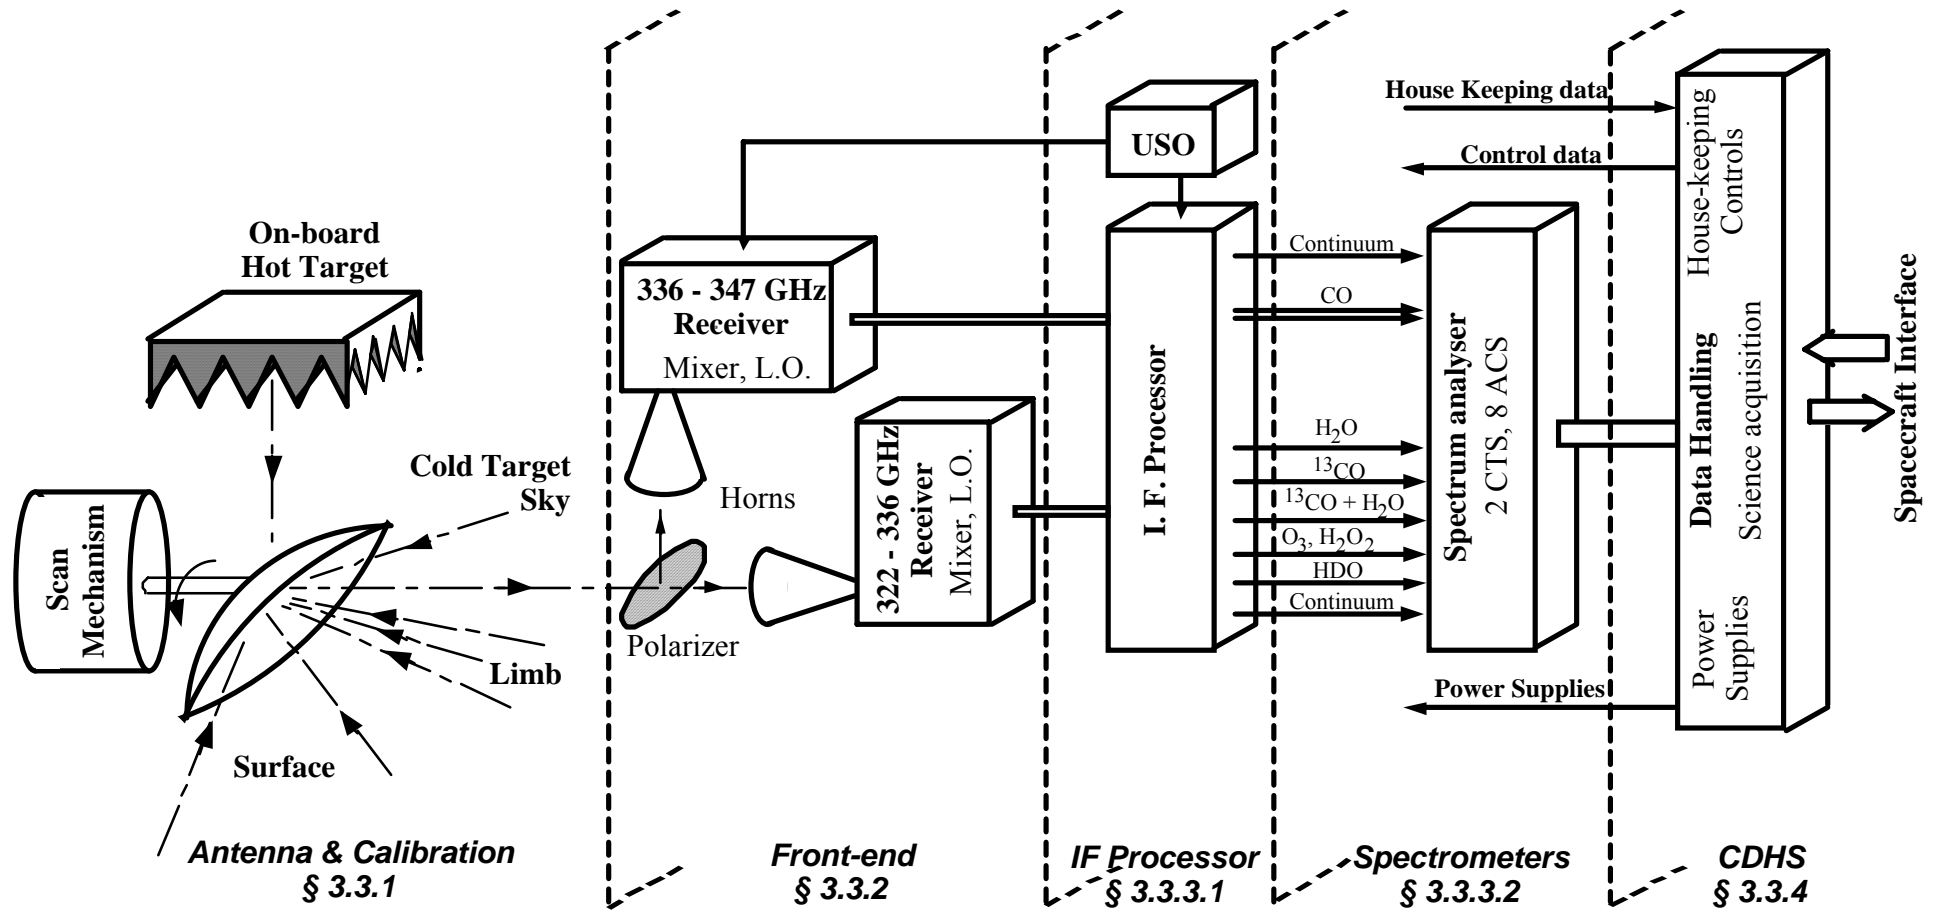 On-board
Hot Target
Scan
Mechanism
Cold Target
Sky
Limb
Surface
Antenna & Calibration
§ 3.3.1
336 - 347 GHz
Receiver
Mixer, L.O.
Horns
Polarizer
322 - 336 GHz
Receiver
Mixer, L.O.
Front-end
§ 3.3.2
USO
I. F. Processor
IF Processor
§ 3.3.3.1
Continuum
CO
H2O
13CO
13CO + H2O
O3, H2O2
HDO
Continuum
Spectrum analyser
2 CTS, 8 ACS
House Keeping data
Control data
Power Supplies
Spectrometers
§ 3.3.3.2
House-keeping
Controls
Data Handling
Science acquisition
Power
Supplies
CDHS
§ 3.3.4
Spacecraft Interface